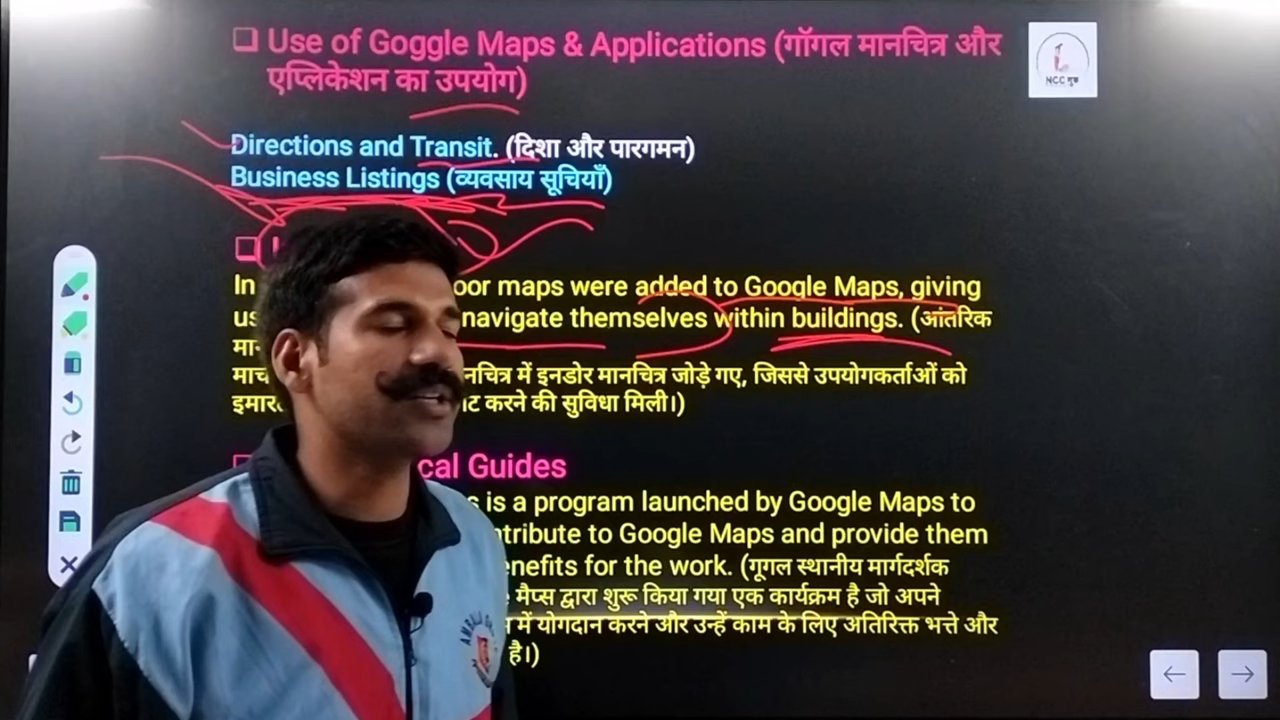 ❑ Use of Goggle Maps & Applications (गॉगल मानचित्र और
एप्लिकेशन का उपयोग)
NCC गुरु
Directions and Transit. (दिशा और पारगमन)
Business Listings (व्यवसाय सूचियाँ)
In oor maps were added to Google Maps, giving
us navigate themselves within buildings. (आंतरिक
मान
माच नचित्र में इनडोर मानचित्र जोड़े गए, जिससे उपयोगकर्ताओं को
इमार ट करने की सुविधा मिली।)
cal Guides
s is a program launched by Google Maps to
ntribute to Google Maps and provide them
enefits for the work. (गूगल स्थानीय मार्गदर्शक
मैप्स द्वारा शुरू किया गया एक कार्यक्रम है जो अपने
में योगदान करने और उन्हें काम के लिए अतिरिक्त भत्ते और
है।)